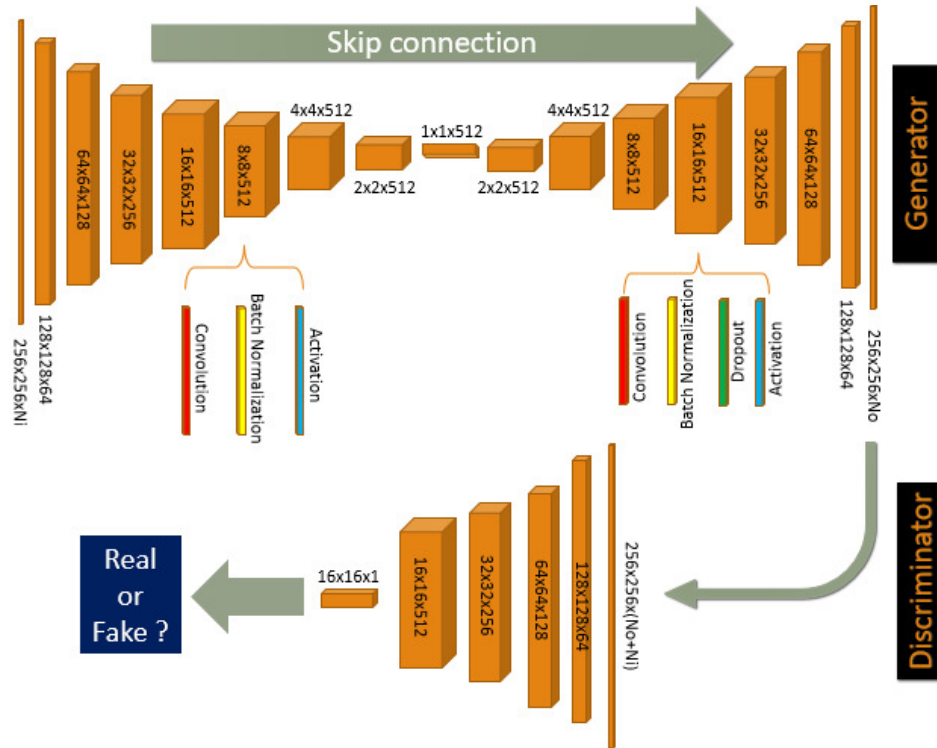 Skip connection
Generator
256x256xNi
128x128x64
64x64x128
32x32x256
16x16x512
8x8x512
4x4x512
2x2x512
1x1x512
2x2x512
4x4x512
8x8x512
16x16x512
32x32x256
64x64x128
128x128x64
256x256xNo
Convolution
Batch Normalization
Activation
Convolution
Batch Normalization
Dropout
Activation
Discriminator
256x256x(No+Ni)
128x128x64
64x64x128
32x32x256
16x16x512
16x16x1
Real
or
Fake ?